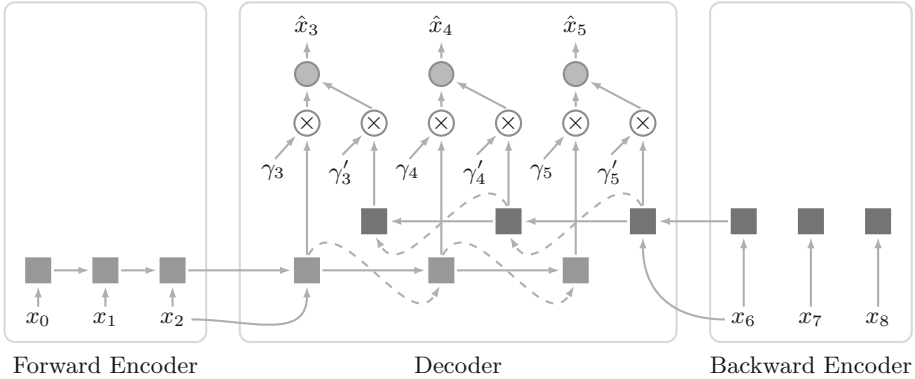 x̂₃ x̂₄ x̂₅
× × × × × ×
γ₃ γ′₃ γ₄ γ′₄ γ₅ γ′₅
x₀ x₁ x₂ x₆ x₇ x₈
Forward Encoder Decoder Backward Encoder